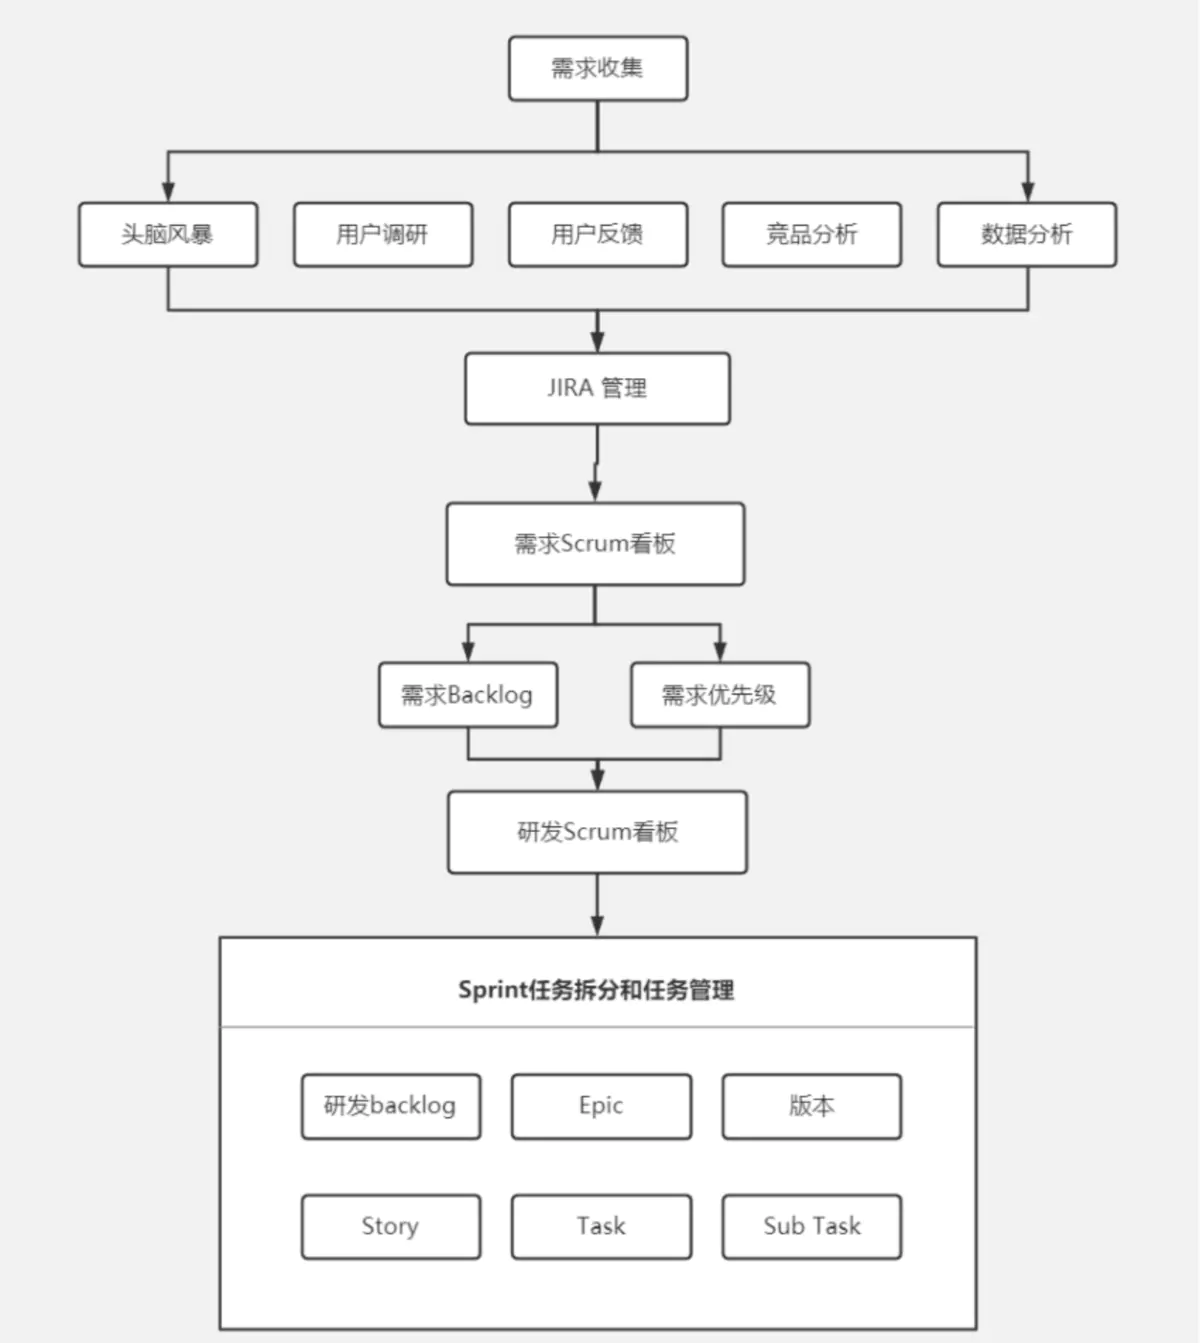 需求收集
头脑风暴
用户调研
用户反馈
竞品分析
数据分析
JIRA 管理
需求Scrum看板
需求Backlog
需求优先级
研发Scrum看板
Sprint任务拆分和任务管理
研发backlog
Epic
版本
Story
Task
Sub Task